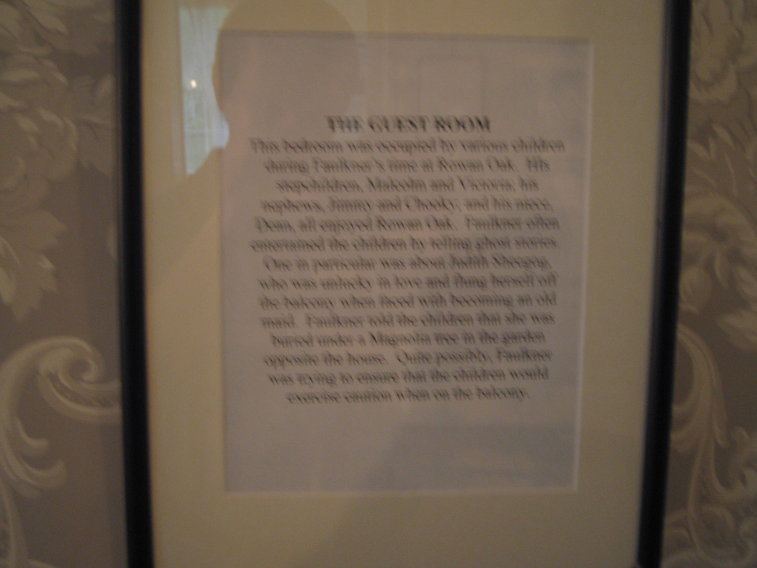 THE GUEST ROOM
This bedroom was occupied by various children
during Faulkner's time at Rowan Oak. His
stepchildren, Malcolm and Victoria; his
nephews, Jimmy and Chooky; and his niece,
Dean, all enjoyed Rowan Oak. Faulkner often
entertained the children by telling ghost stories.
One in particular was about Judith Sheegog,
who was unlucky in love and flung herself off
the balcony when faced with becoming an old
maid. Faulkner told the children that she was
buried under a Magnolia tree in the garden
opposite the house. Quite possibly, Faulkner
was trying to ensure that the children would
exercise caution when on the balcony.